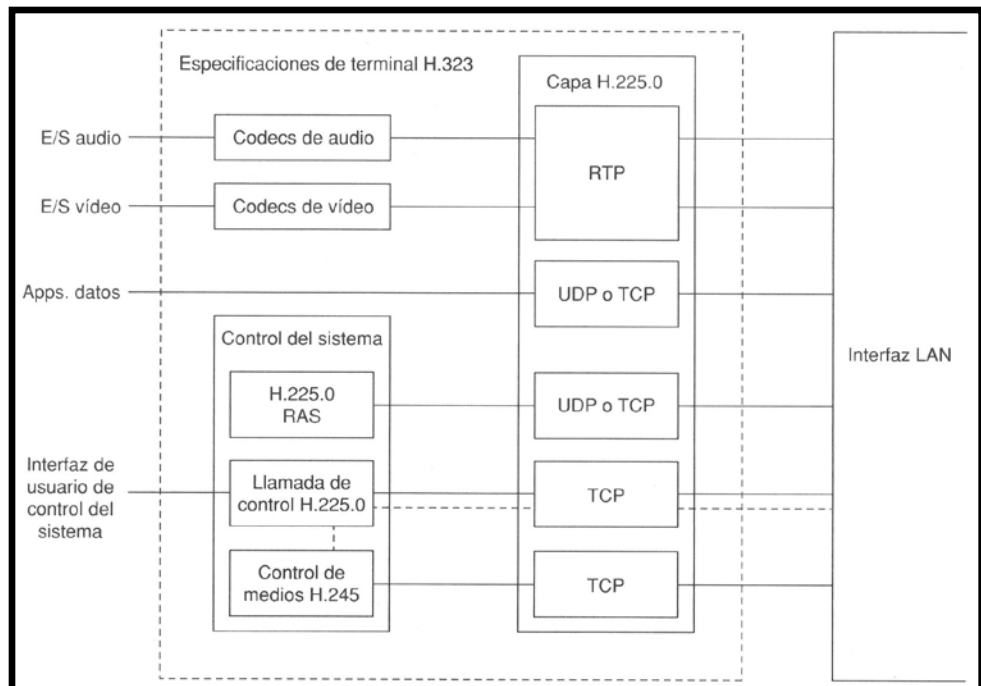 Especificaciones de terminal H.323
Capa H.225.0
E/S audio
Codecs de audio
RTP
E/S vídeo
Codecs de vídeo
Apps. datos
UDP o TCP
Control del sistema
Interfaz LAN
H.225.0
RAS
UDP o TCP
Interfaz de
usuario de
control del
sistema
Llamada de
control H.225.0
TCP
Control de
medios H.245
TCP